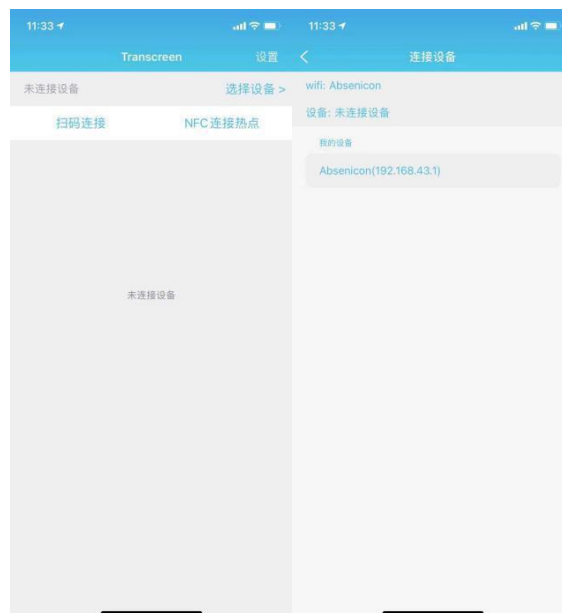 11:33
Transcreen
设置
未连接设备
选择设备 >
扫码连接
NFC连接热点
未连接设备
11:33
连接设备
wifi: Absenicon
设备: 未连接设备
我的设备
Absenicon(192.168.43.1)